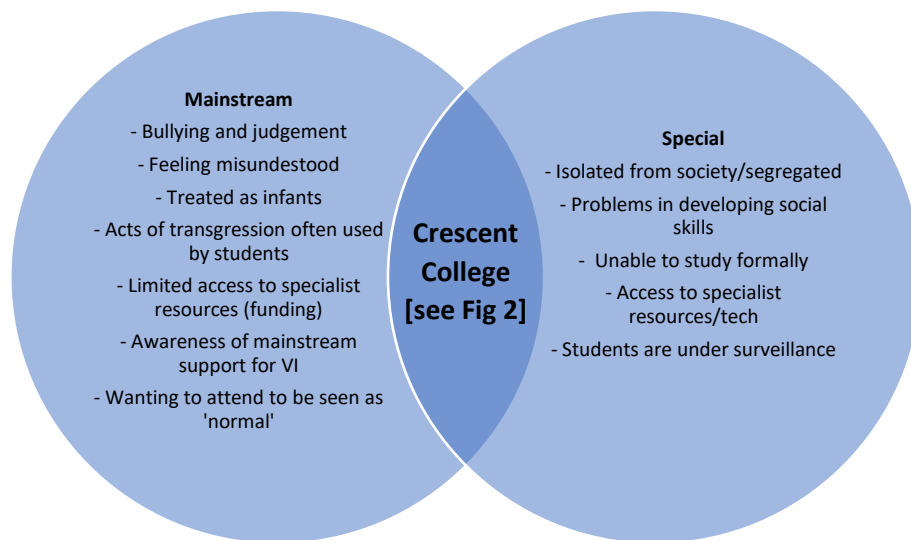 Mainstream
- Bullying and judgement
- Feeling misundestood
- Treated as infants
- Acts of transgression often used
by students
- Limited access to specialist
resources (funding)
- Awareness of mainstream
support for VI
- Wanting to attend to be seen as
'normal'
Crescent
College
[see Fig 2]
Special
- Isolated from society/segregated
- Problems in developing social
skills
- Unable to study formally
- Access to specialist
resources/tech
- Students are under surveillance